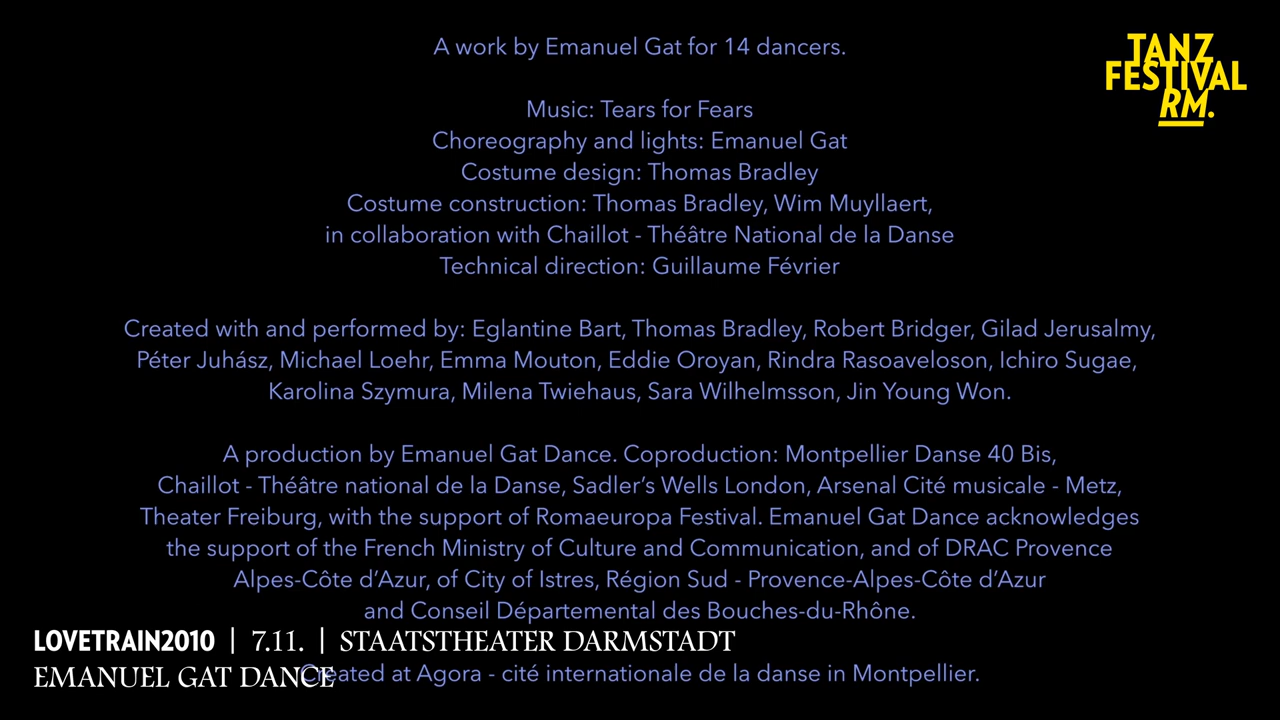 A work by Emanuel Gat for 14 dancers.
TANZ
FESTIVAL
RM.
Music: Tears for Fears
Choreography and lights: Emanuel Gat
Costume design: Thomas Bradley
Costume construction: Thomas Bradley, Wim Muyllaert,
in collaboration with Chaillot - Théâtre National de la Danse
Technical direction: Guillaume Février
Created with and performed by: Eglantine Bart, Thomas Bradley, Robert Bridger, Gilad Jerusalmy,
Péter Juhász, Michael Loehr, Emma Mouton, Eddie Oroyan, Rindra Rasoaveloson, Ichiro Sugae,
Karolina Szymura, Milena Twiehaus, Sara Wilhelmsson, Jin Young Won.
A production by Emanuel Gat Dance. Coproduction: Montpellier Danse 40 Bis,
Chaillot - Théâtre national de la Danse, Sadler's Wells London, Arsenal Cité musicale - Metz,
Theater Freiburg, with the support of Romaeuropa Festival. Emanuel Gat Dance acknowledges
the support of the French Ministry of Culture and Communication, and of DRAC Provence
Alpes-Côte d'Azur, of City of Istres, Région Sud - Provence-Alpes-Côte d'Azur
and Conseil Départemental des Bouches-du-Rhône.
LOVETRAIN2010 | 7.11. | STAATSTHEATER DARMSTADT
EMANUEL GAT DANCE
Created at Agora - cité internationale de la danse in Montpellier.